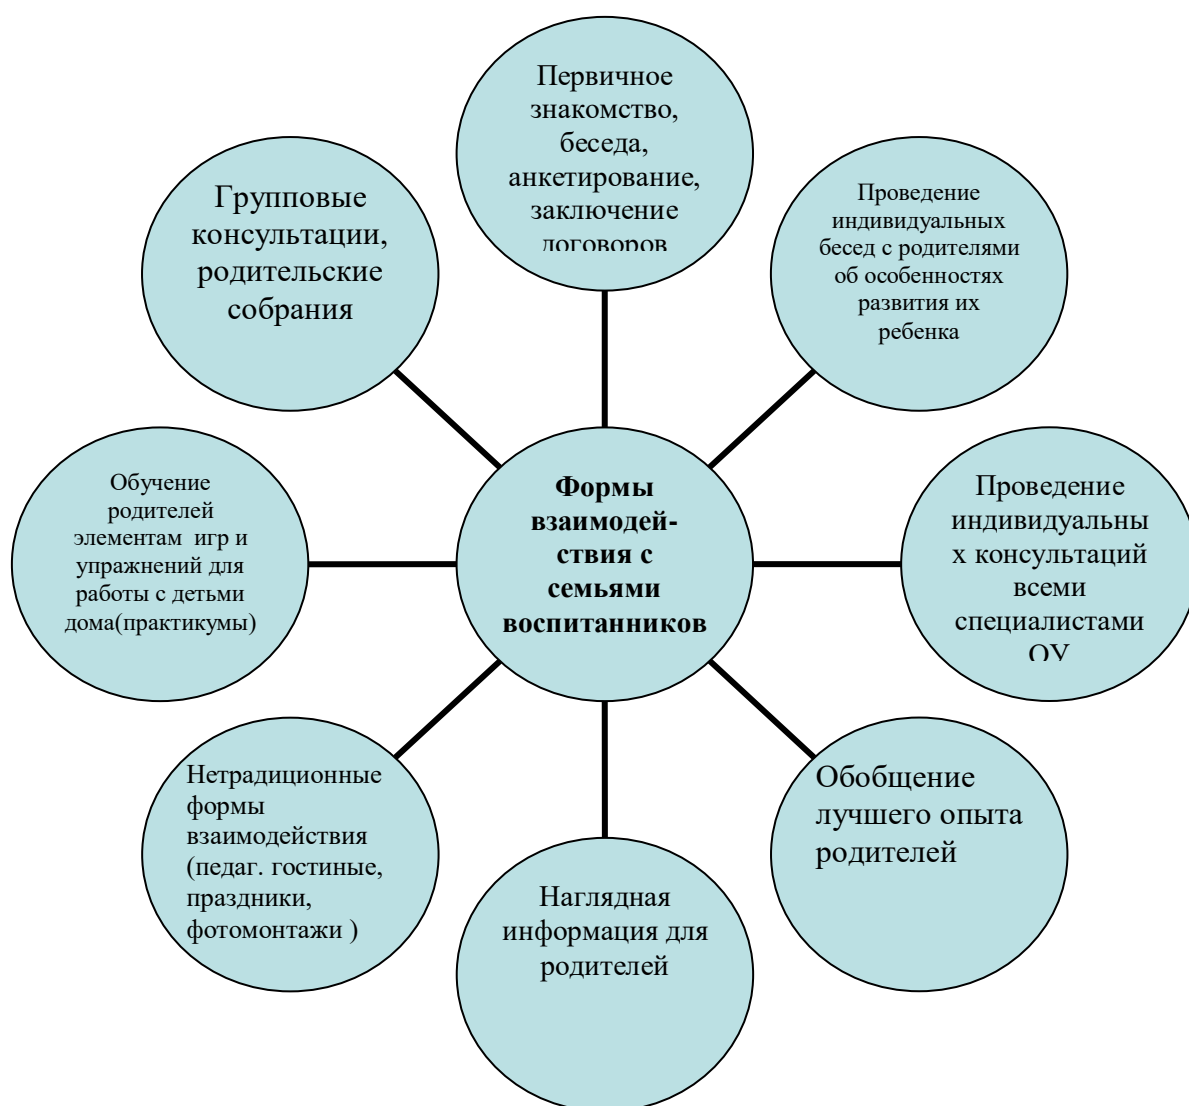 Первичное
знакомство,
беседа,
анкетирование,
заключение
договоров
Проведение
индивидуальных
бесед с родителями
об особенностях
развития их
ребенка
Проведение
индивидуальны
х консультаций
всеми
специалистами
ОУ
Обобщение
лучшего опыта
родителей
Наглядная
информация для
родителей
Нетрадиционные
формы
взаимодействия
(педаг. гостиные,
праздники,
фотомонтажи )
Обучение
родителей
элементам игр и
упражнений для
работы с детьми
дома(практикумы)
Групповые
консультации,
родительские
собрания
Формы
взаимодей-
ствия с
семьями
воспитанников